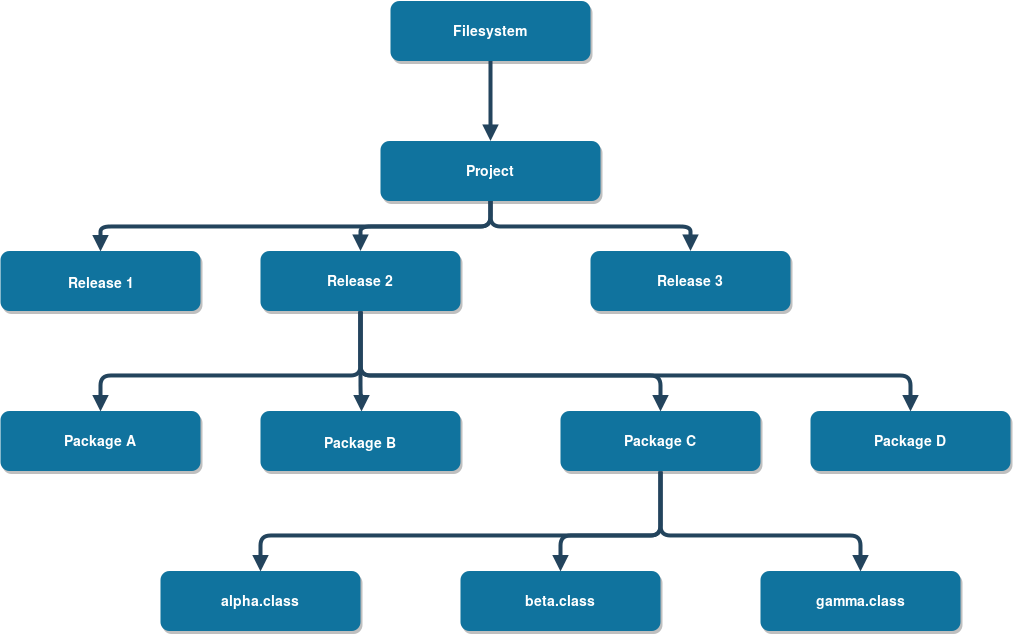 Filesystem
Project
Release 1
Release 2
Release 3
Package A
Package B
Package C
Package D
alpha.class
beta.class
gamma.class